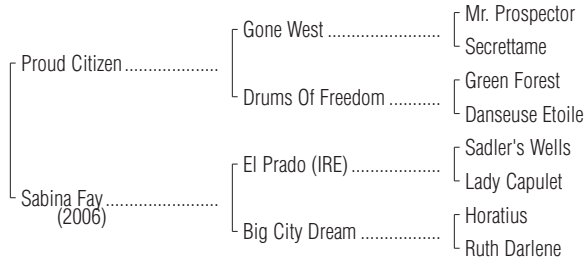 Mr. Prospector
Gone West ....................
Secrettame
Proud Citizen .................
Green Forest
Drums Of Freedom .........
Danseuse Etoile
Sadler's Wells
El Prado (IRE) ................
Lady Capulet
Sabina Fay ....................
(2006)
Horatius
Big City Dream ..............
Ruth Darlene